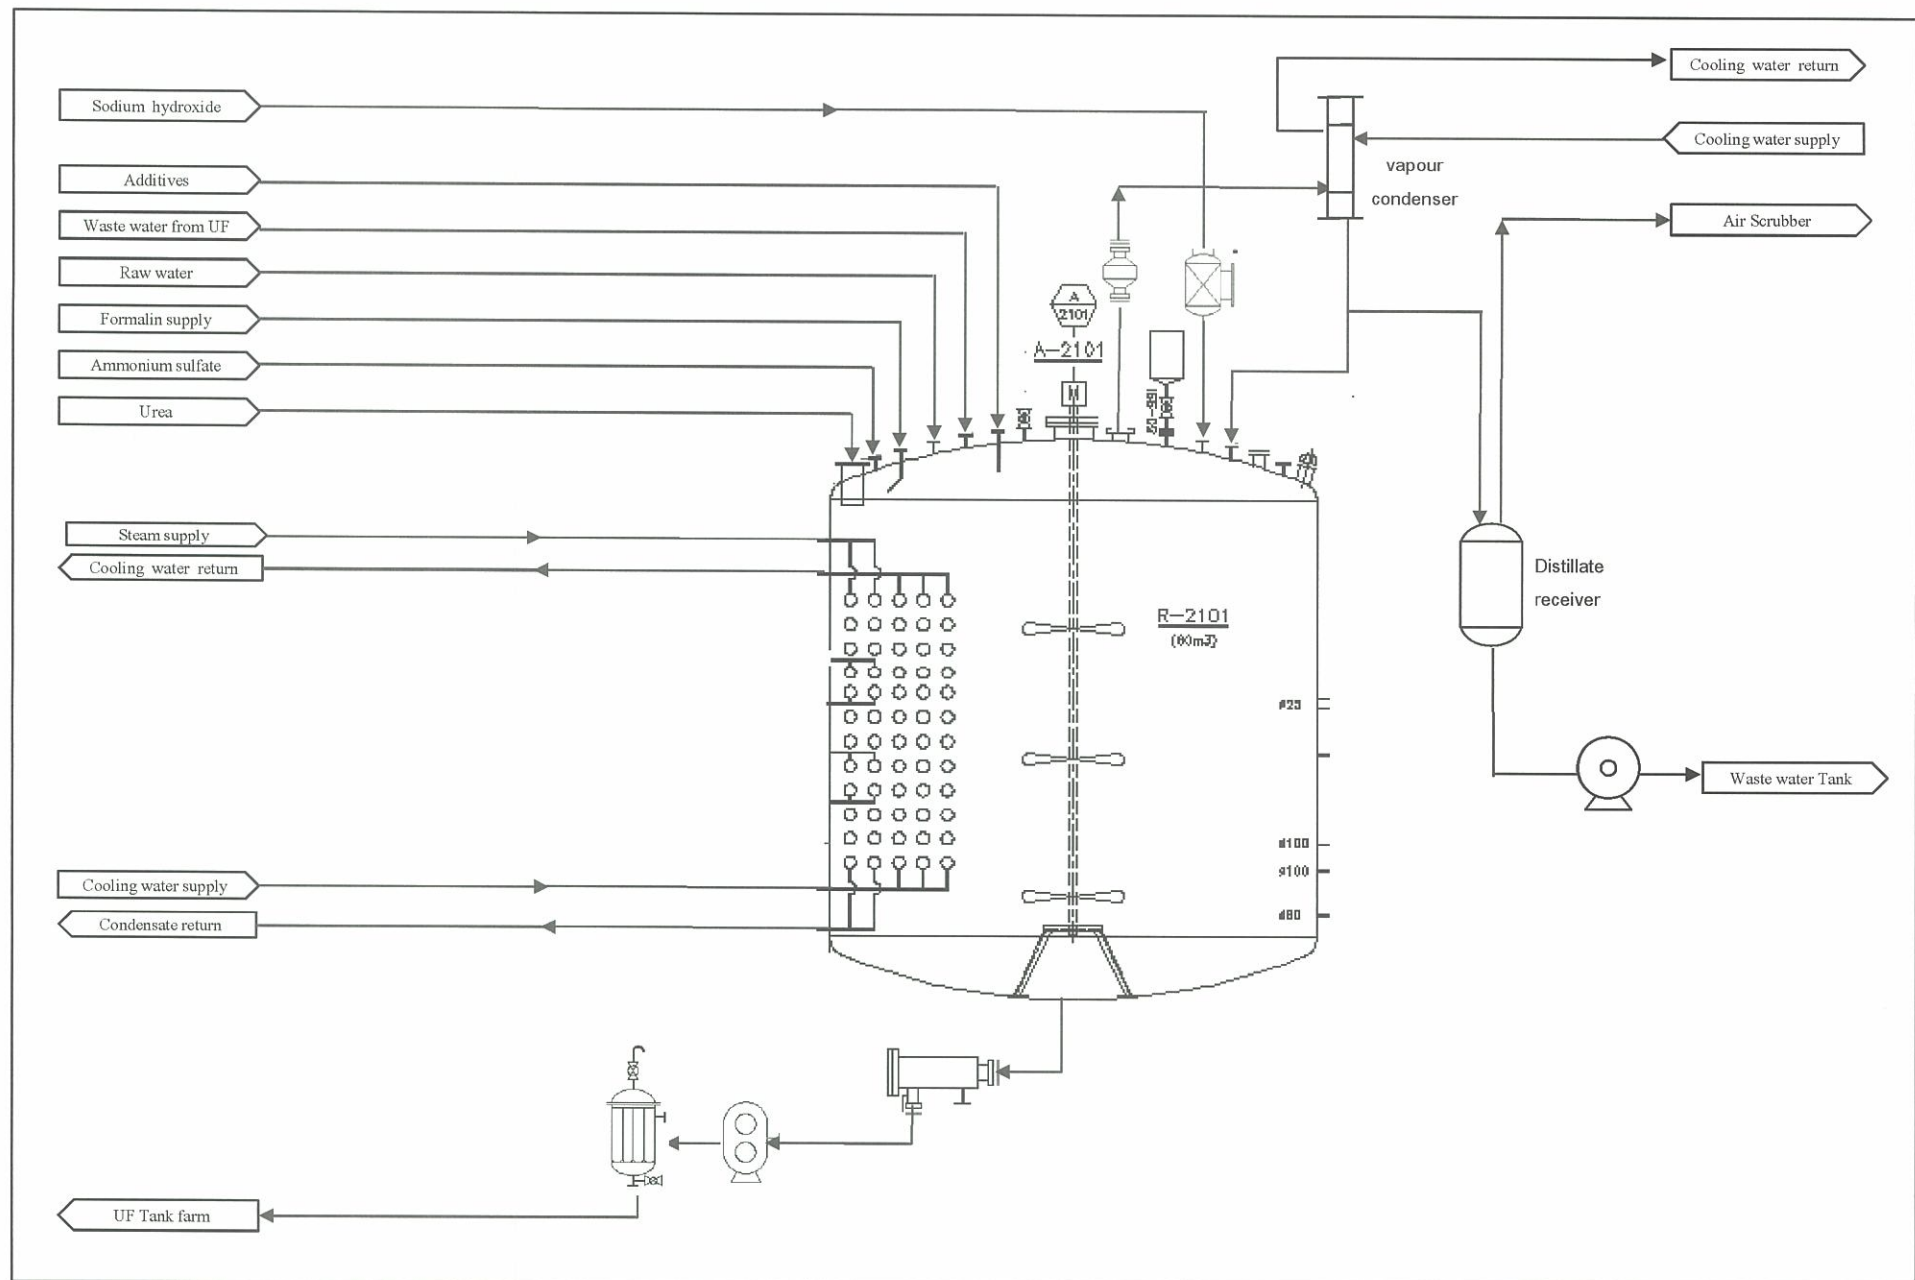 Cooling water return
Sodium hydroxide
Cooling water supply
vapour
condenser
Additives
Waste water from UF
Air Scrubber
Raw water
A
2101
Formalin supply
A-2101
Ammonium sulfate
M
Urea
Steam supply
Cooling water return
Distillate
receiver
R-2101
Waste water Tank
Cooling water supply
Condensate return
UF Tank farm